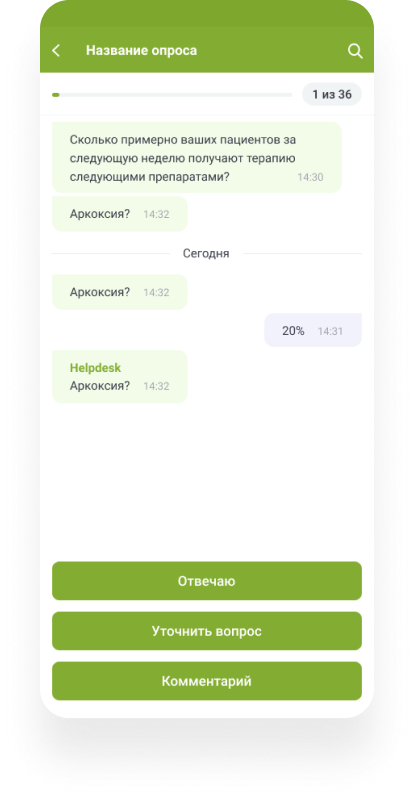 Название опроса
1 из 36
Сколько примерно ваших пациентов за
следующую неделю получают терапию
следующими препаратами? 14:30
Аркоксия? 14:32
Сегодня
Аркоксия? 14:32
20% 14:31
Helpdesk
Аркоксия? 14:32
Отвечаю
Уточнить вопрос
Комментарий